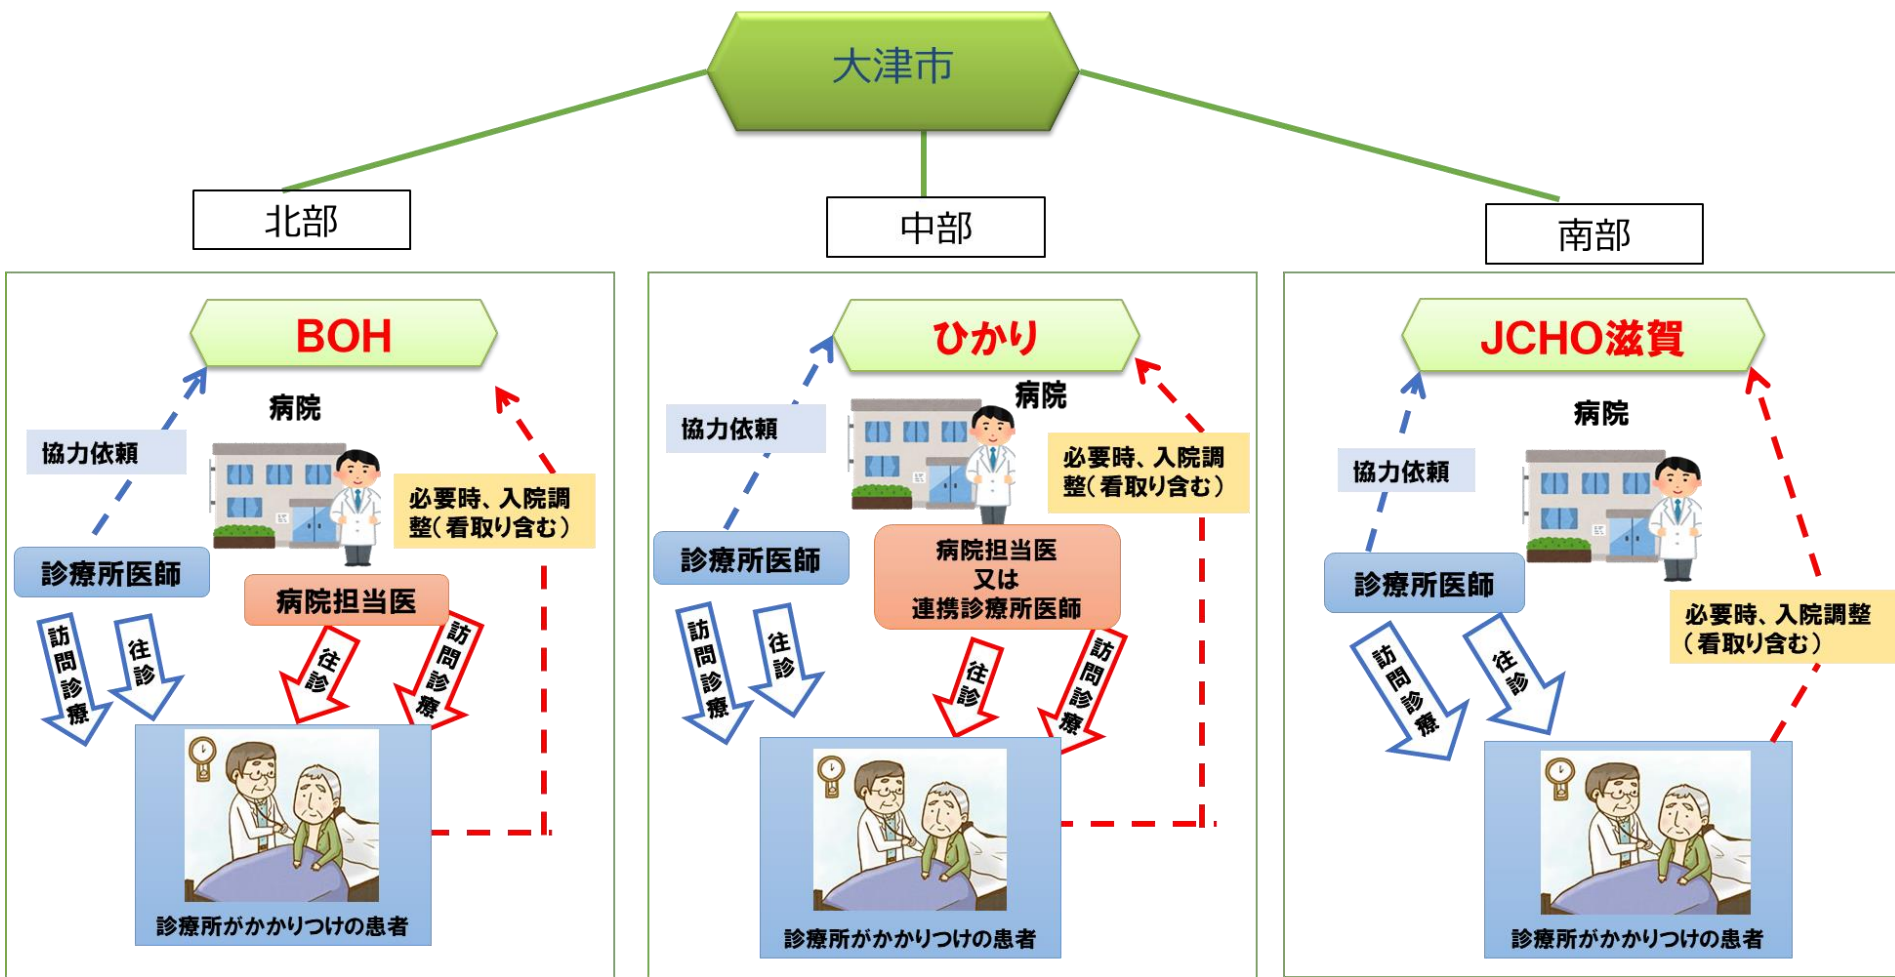 大津市
北部
中部
南部
BOH
病院
協力依頼
必要時、入院調
整(看取り含む)
診療所医師
病院担当医
訪問診療
往診
往診
訪問診療
診療所がかかりつけの患者
ひかり
病院
協力依頼
必要時、入院調
整(看取り含む)
診療所医師
病院担当医
又は
連携診療所医師
訪問診療
往診
往診
訪問診療
診療所がかかりつけの患者
JCHO滋賀
病院
協力依頼
診療所医師
必要時、入院調整
(看取り含む)
訪問診療
往診
診療所がかかりつけの患者